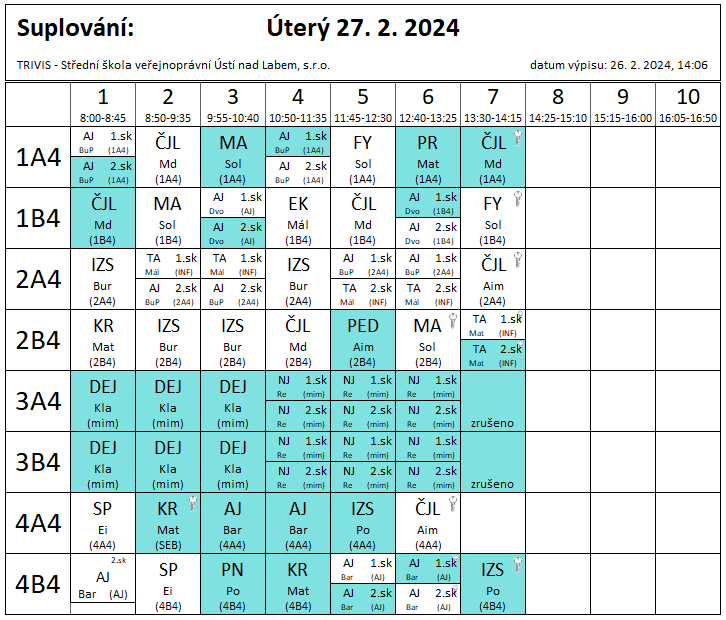 Suplování: Úterý 27. 2. 2024
TRIVIS - Střední škola veřejnoprávní Ústí nad Labem, s.r.o. datum výpisu: 26. 2. 2024, 14:06
1 2 3 4 5 6 7 8 9 10
8:00-8:45 8:50-9:35 9:55-10:40 10:50-11:35 11:45-12:30 12:40-13:25 13:30-14:15 14:25-15:10 15:15-16:00 16:05-16:50
1A4
AJ 1.sk
BuP (1A4)
AJ 2.sk
BuP (1A4)
ČJL
Md
(1A4)
MA
Sol
(1A4)
AJ 1.sk
BuP (1A4)
AJ 2.sk
BuP (1A4)
FY
Sol
(1A4)
PR
Mat
(1A4)
ČJL
Md
(1A4)
1B4
ČJL
Md
(1B4)
MA
Sol
(1B4)
AJ 1.sk
Dvo (AJ)
AJ 2.sk
Dvo (AJ)
EK
Mál
(1B4)
ČJL
Md
(1B4)
AJ 1.sk
Dvo (1B4)
AJ 2.sk
Dvo (1B4)
FY
Sol
(1B4)
2A4
IZS
Bur
(2A4)
TA 1.sk
Mál (INF)
AJ 2.sk
BuP (2A4)
TA 1.sk
Mál (INF)
AJ 2.sk
BuP (2A4)
IZS
Bur
(2A4)
AJ 1.sk
BuP (2A4)
TA 2.sk
Mál (INF)
AJ 1.sk
BuP (2A4)
TA 2.sk
Mál (INF)
ČJL
Aim
(2A4)
2B4
KR
Mat
(2B4)
IZS
Bur
(2B4)
IZS
Bur
(2B4)
ČJL
Md
(2B4)
PED
Aim
(2B4)
MA
Sol
(2B4)
TA 1.sk
Mat (INF)
TA 2.sk
Mat (INF)
3A4
DEJ
Kla
(mim)
DEJ
Kla
(mim)
DEJ
Kla
(mim)
NJ 1.sk
Re (mim)
NJ 2.sk
Re (mim)
NJ 1.sk
Re (mim)
NJ 2.sk
Re (mim)
NJ 1.sk
Re (mim)
NJ 2.sk
Re (mim)
zrušeno
3B4
DEJ
Kla
(mim)
DEJ
Kla
(mim)
DEJ
Kla
(mim)
NJ 1.sk
Re (mim)
NJ 2.sk
Re (mim)
NJ 1.sk
Re (mim)
NJ 2.sk
Re (mim)
NJ 1.sk
Re (mim)
NJ 2.sk
Re (mim)
zrušeno
4A4
SP
Ei
(4A4)
KR
Mat
(SEB)
AJ
Bar
(4A4)
AJ
Bar
(4A4)
IZS
Po
(4A4)
ČJL
Aim
(4A4)
4B4
2.sk
AJ
Bar (AJ)
SP
Ei
(4B4)
PN
Po
(4B4)
KR
Mat
(4B4)
AJ 1.sk
Bar (AJ)
AJ 2.sk
Bar (AJ)
AJ 1.sk
Bar (AJ)
AJ 2.sk
Bar (AJ)
IZS
Po
(4B4)